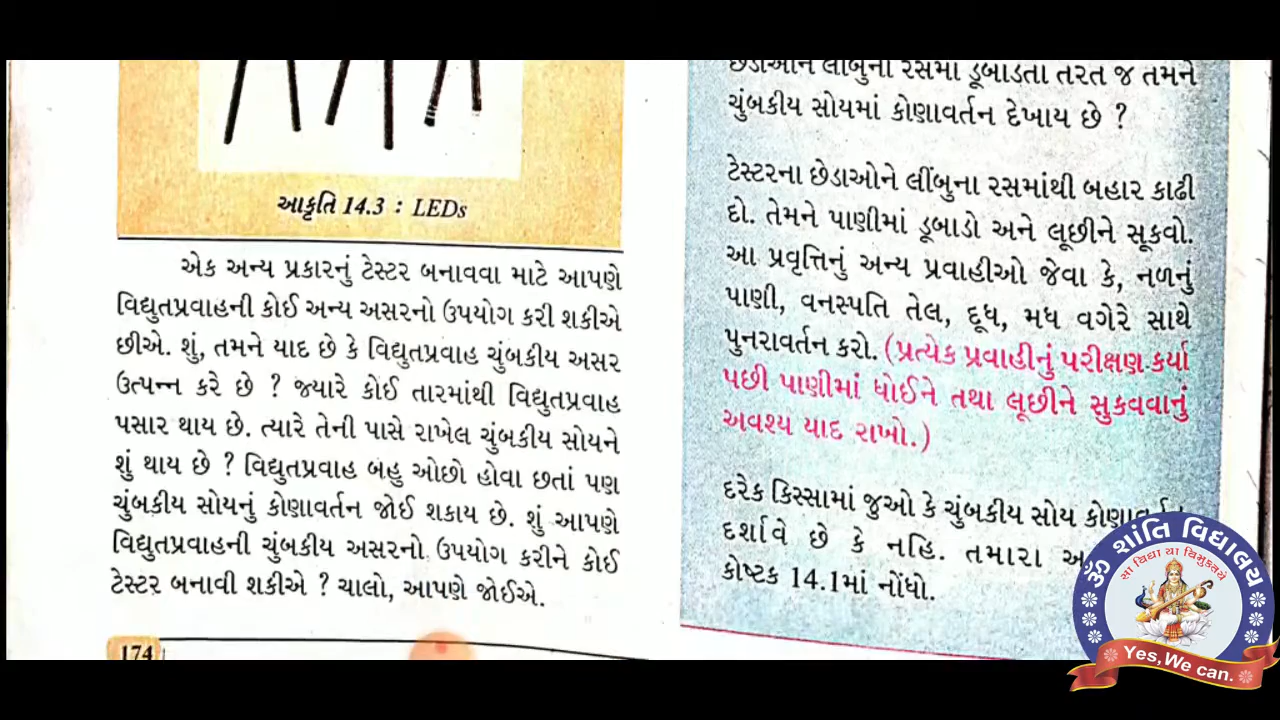 આકૃતિ 14.3 : LEDs
એક અન્ય પ્રકારનું ટેસ્ટર બનાવવા માટે આપણે
વિદ્યુતપ્રવાહની કોઈ અન્ય અસરનો ઉપયોગ કરી શકીએ
છીએ. શું, તમને યાદ છે કે વિદ્યુતપ્રવાહ ચુંબકીય અસર
ઉત્પન્ન કરે છે ? જ્યારે કોઈ તારમાંથી વિદ્યુતપ્રવાહ
પસાર થાય છે. ત્યારે તેની પાસે રાખેલ ચુંબકીય સોયને
શું થાય છે ? વિદ્યુતપ્રવાહ બહુ ઓછો હોવા છતાં પણ
ચુંબકીય સોયનું કોણાવર્તન જોઈ શકાય છે. શું આપણે
વિદ્યુતપ્રવાહની ચુંબકીય અસરનો ઉપયોગ કરીને કોઈ
ટેસ્ટર બનાવી શકીએ ? ચાલો, આપણે જોઈએ.
174
છેડાઓને લીંબુના રસમાં ડૂબાડતા તરત જ તમને
ચુંબકીય સોયમાં કોણાવર્તન દેખાય છે ?
ટેસ્ટરના છેડાઓને લીંબુના રસમાંથી બહાર કાઢી
દો. તેમને પાણીમાં ડૂબાડો અને લૂછીને સૂકવો.
આ પ્રવૃત્તિનું અન્ય પ્રવાહીઓ જેવા કે, નળનું
પાણી, વનસ્પતિ તેલ, દૂધ, મધ વગેરે સાથે
પુનરાવર્તન કરો. (પ્રત્યેક પ્રવાહીનું પરીક્ષણ કર્યા
પછી પાણીમાં ધોઈને તથા લૂછીને સુકવવાનું
અવશ્ય યાદ રાખો.)
દરેક કિસ્સામાં જુઓ કે ચુંબકીય સોય
દર્શાવે છે કે નહિ. તમારા
કોષ્ટક 14.1માં નોંધો.
ૐ શાંતિ વિદ્યાલય
સા વિદ્યા યા વિમુક્તયે
Yes, We can.